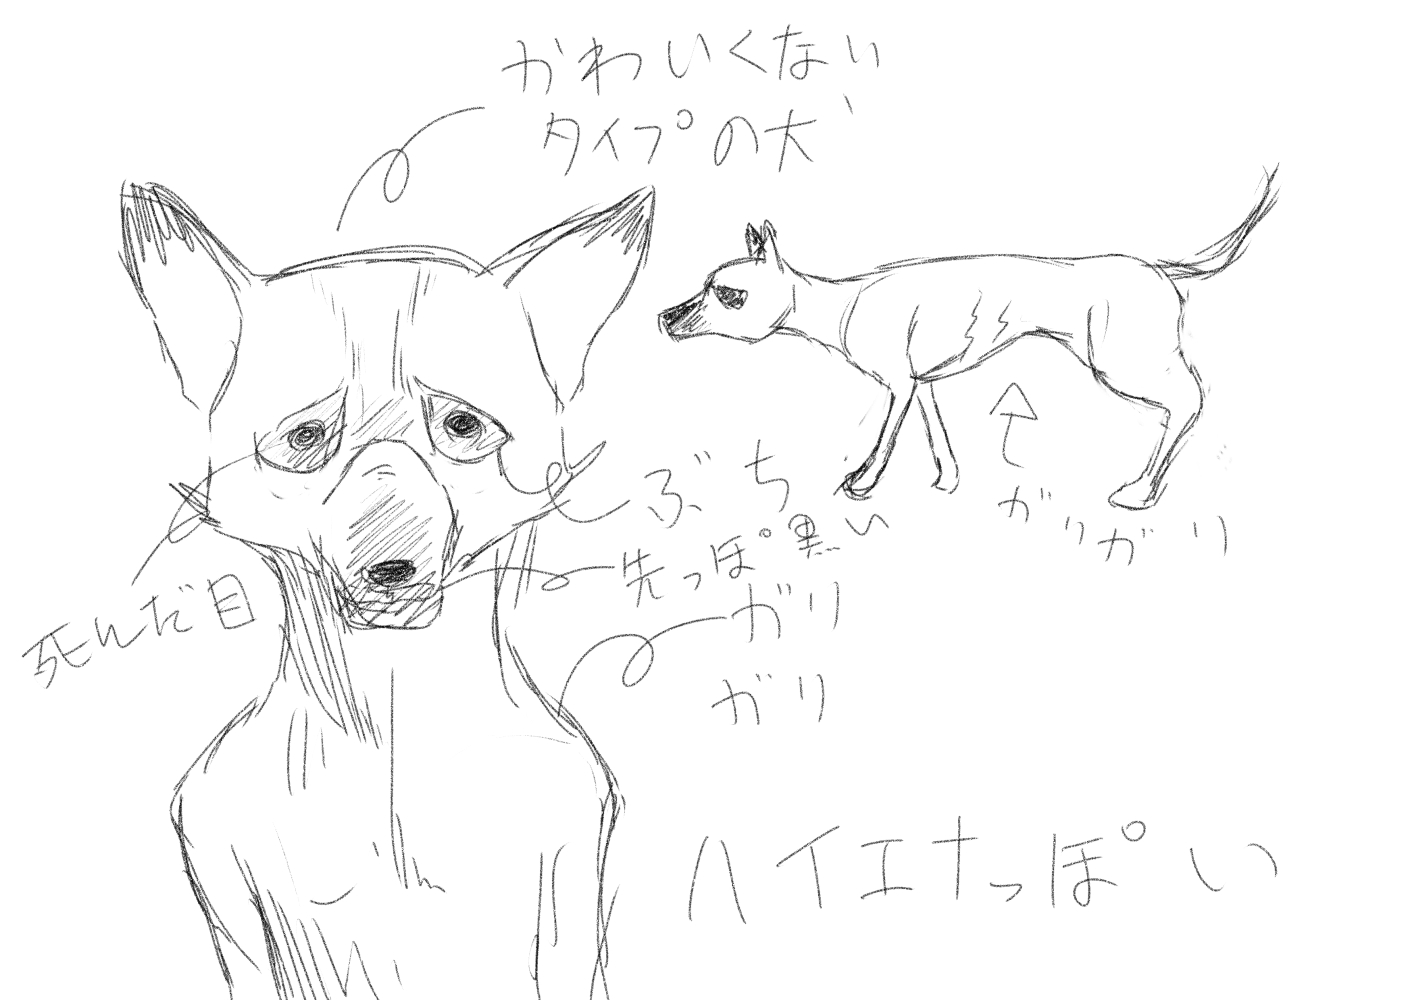 かわいくない
タイプの犬
ぶち
先っぽ黒い
ガリ
ガリ
ガリガリ
死んだ目
ハイエナっぽい